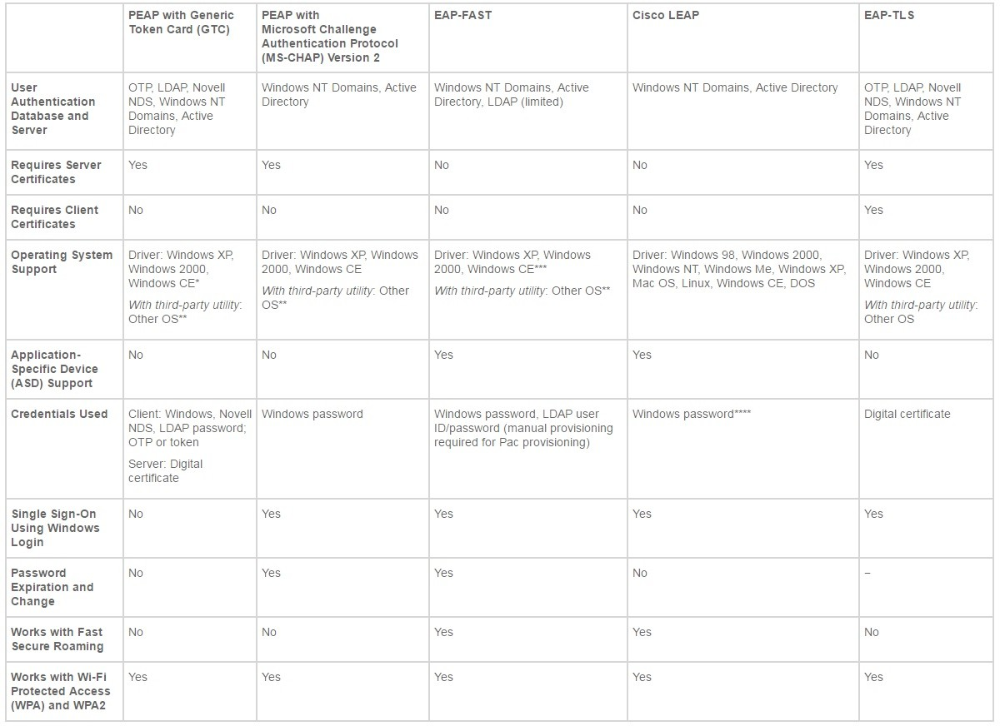 PEAP with Generic
Token Card (GTC)
PEAP with
Microsoft Challenge
Authentication Protocol
(MS-CHAP) Version 2
EAP-FAST
Cisco LEAP
EAP-TLS
User
Authentication
Database and
Server
OTP, LDAP, Novell
NDS, Windows NT
Domains, Active
Directory
Windows NT Domains, Active
Directory
Windows NT Domains, Active
Directory, LDAP (limited)
Windows NT Domains, Active Directory
OTP, LDAP, Novell
NDS, Windows NT
Domains, Active
Directory
Requires Server
Certificates
Yes
Yes
No
No
Yes
Requires Client
Certificates
No
No
No
No
Yes
Operating System
Support
Driver: Windows XP,
Windows 2000,
Windows CE*
With third-party utility:
Other OS**
Driver: Windows XP, Windows
2000, Windows CE
With third-party utility: Other
OS**
Driver: Windows XP, Windows
2000, Windows CE***
With third-party utility: Other OS**
Driver: Windows 98, Windows 2000,
Windows NT, Windows Me, Windows XP,
Mac OS, Linux, Windows CE, DOS
Driver: Windows XP,
Windows 2000,
Windows CE
With third-party utility:
Other OS
Application-
Specific Device
(ASD) Support
No
No
Yes
Yes
No
Credentials Used
Client: Windows, Novell
NDS, LDAP password;
OTP or token
Server: Digital
certificate
Windows password
Windows password, LDAP user
ID/password (manual provisioning
required for Pac provisioning)
Windows password****
Digital certificate
Single Sign-On
Using Windows
Login
No
Yes
Yes
Yes
Yes
Password
Expiration and
Change
No
Yes
Yes
No
–
Works with Fast
Secure Roaming
No
No
Yes
Yes
No
Works with Wi-Fi
Protected Access
(WPA) and WPA2
Yes
Yes
Yes
Yes
Yes